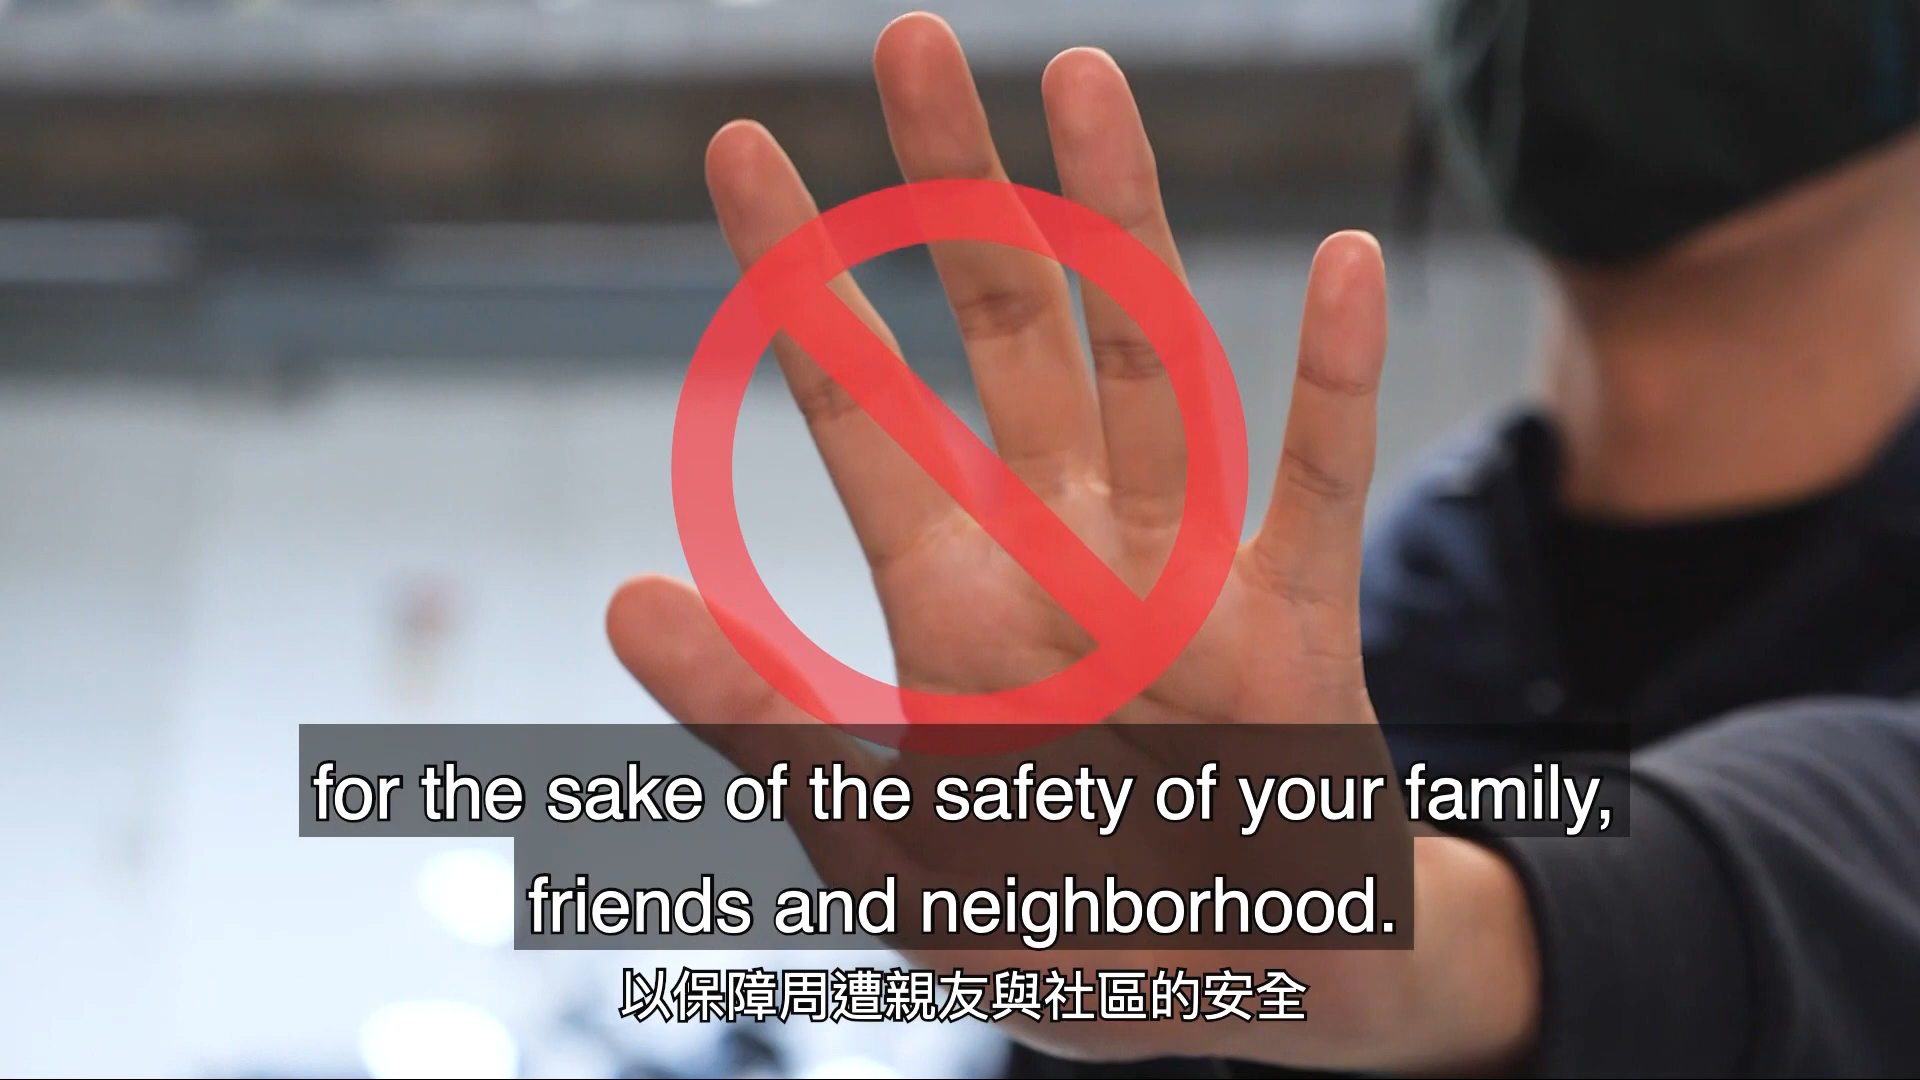 for the sake of the safety of your family,
friends and neighborhood.
以保障周遭親友與社區的安全